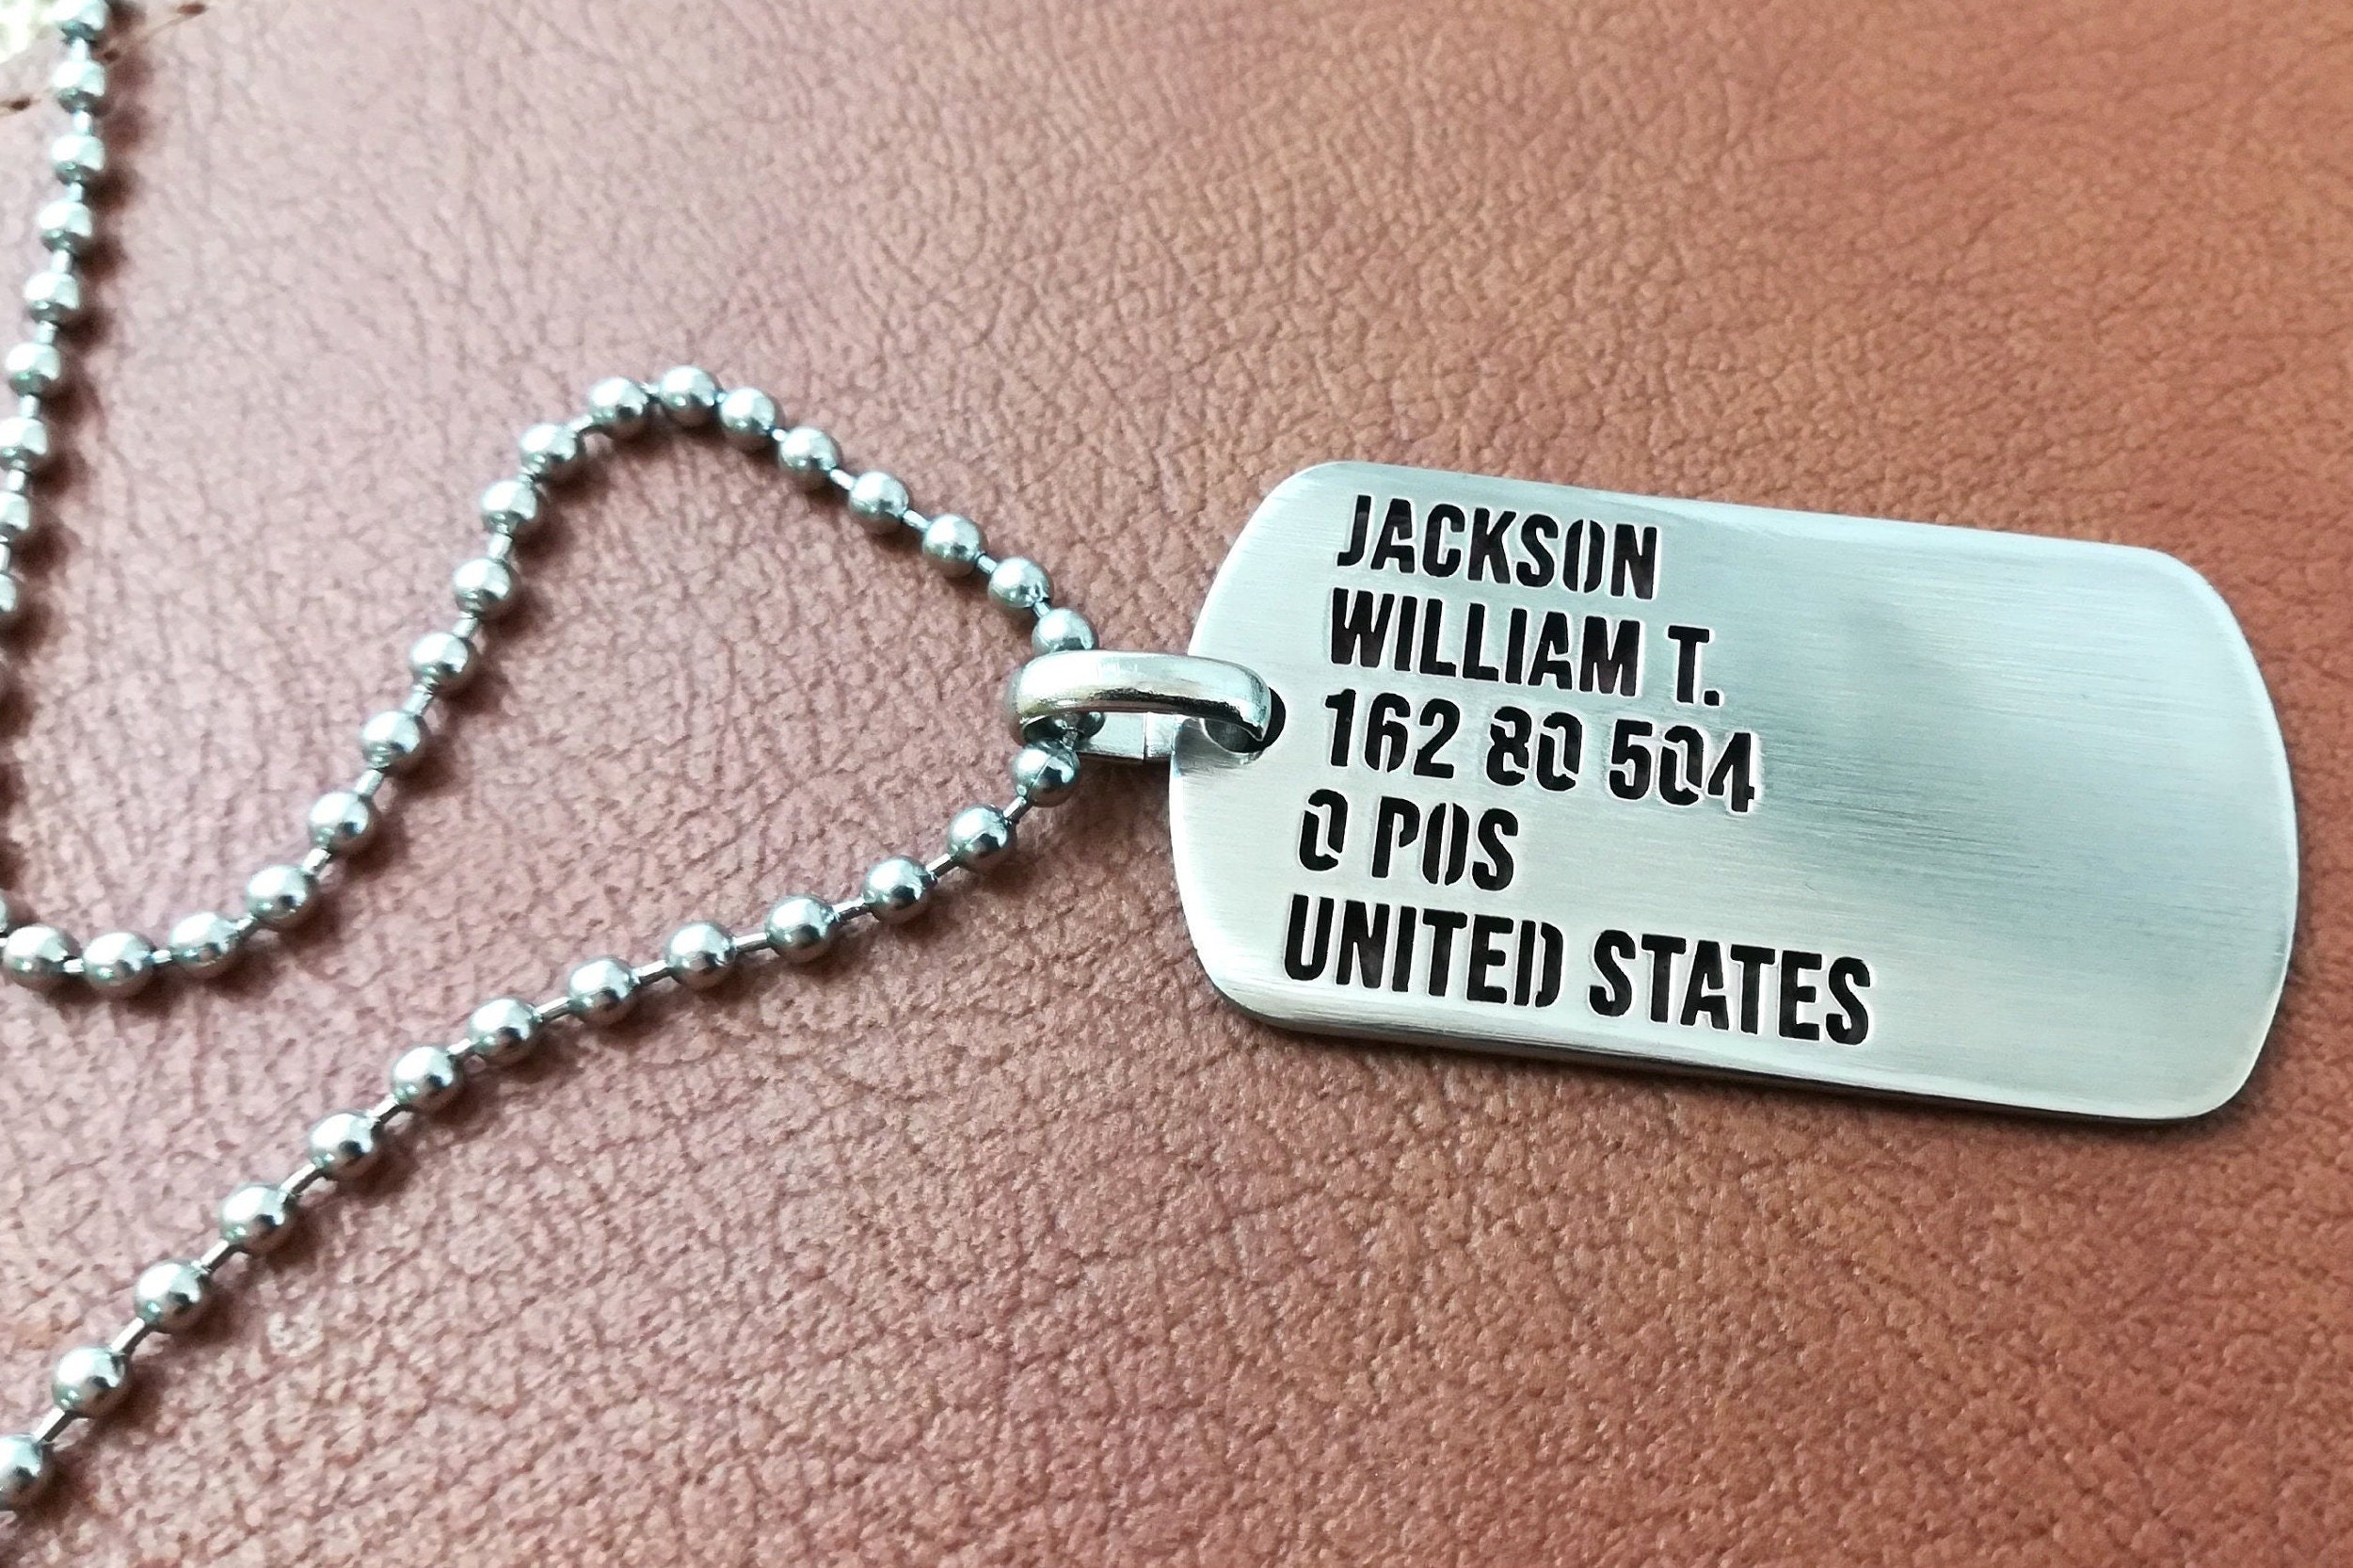 JACKSON
WILLIAM T.
162 80 504
O POS
UNITED STATES